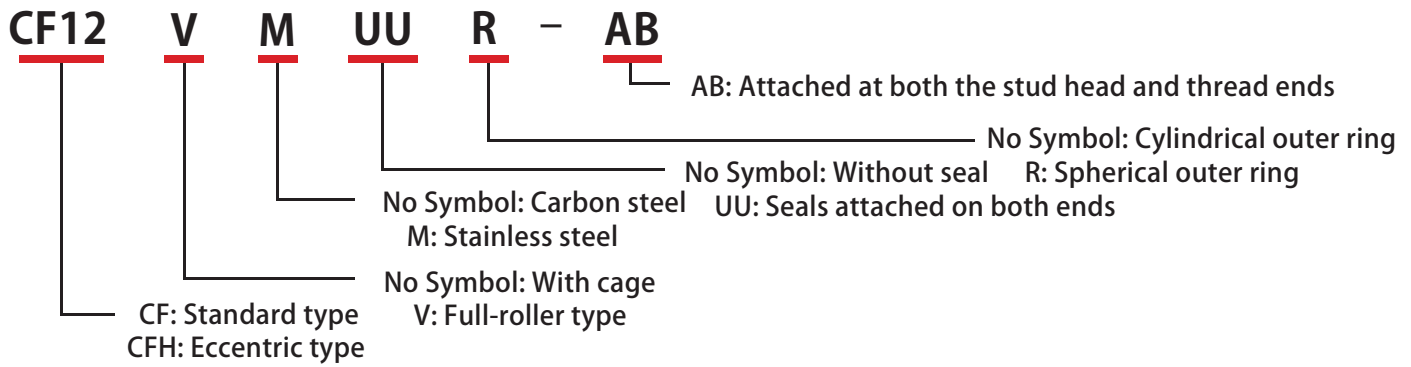 CF12 V M UU R – AB
AB: Attached at both the stud head and thread ends
No Symbol: Cylindrical outer ring
R: Spherical outer ring
No Symbol: Without seal
UU: Seals attached on both ends
No Symbol: Carbon steel
M: Stainless steel
No Symbol: With cage
V: Full-roller type
CF: Standard type
CFH: Eccentric type